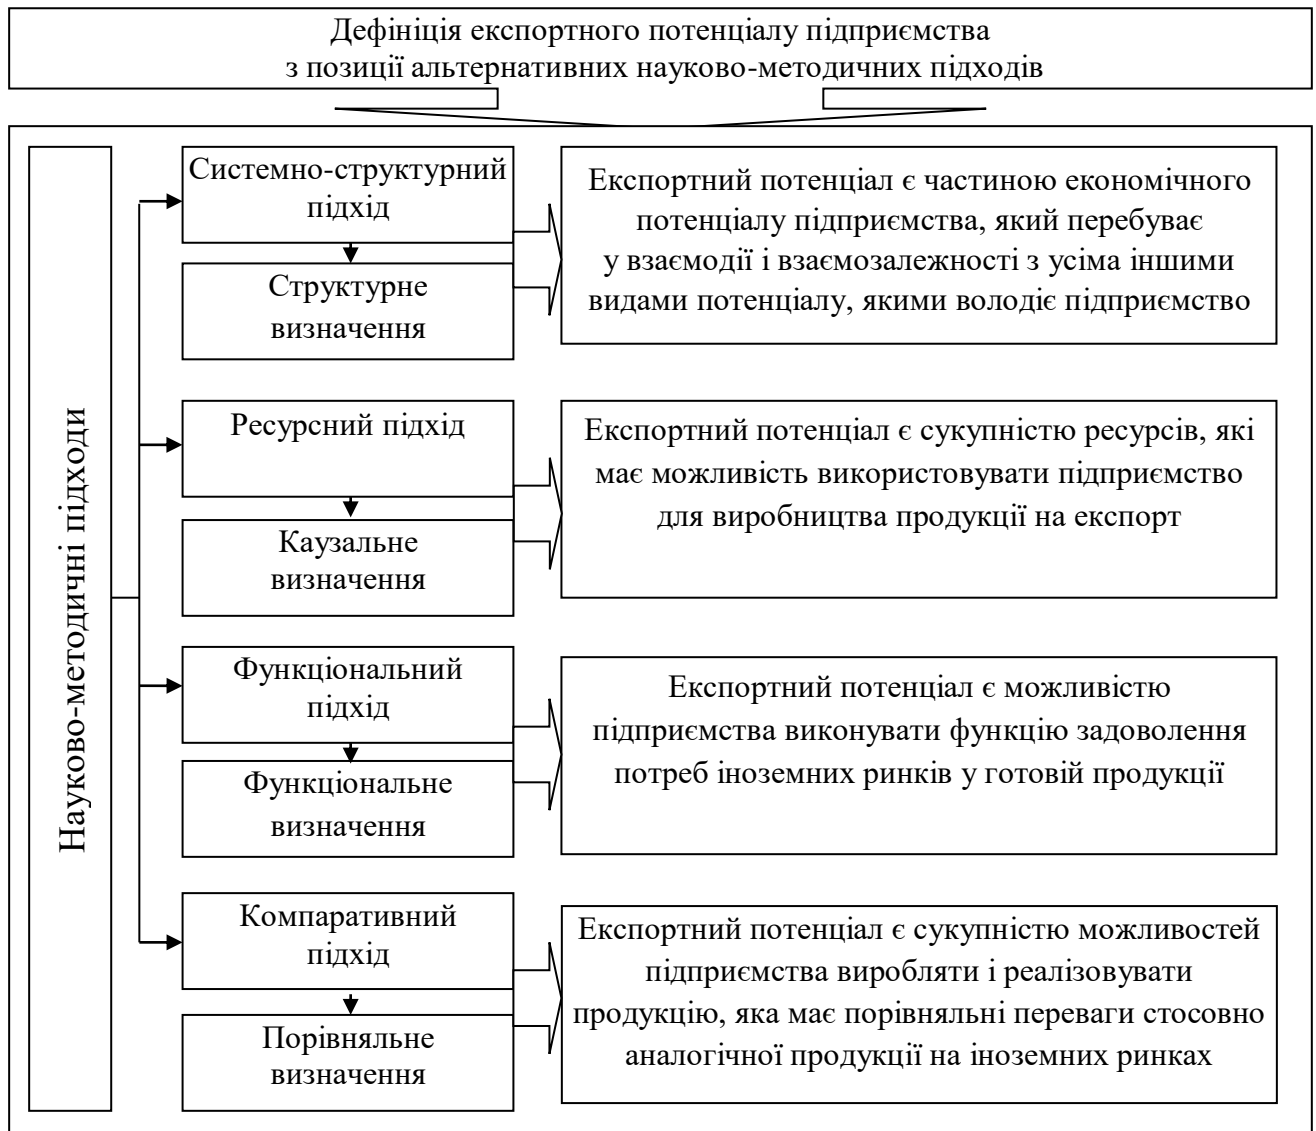 Дефініція експортного потенціалу підприємства
з позиції альтернативних науково-методичних підходів
Науково-методичні підходи
Системно-структурний
підхід
Структурне
визначення
Експортний потенціал є частиною економічного
потенціалу підприємства, який перебуває
у взаємодії і взаємозалежності з усіма іншими
видами потенціалу, якими володіє підприємство
Ресурсний підхід
Каузальне
визначення
Експортний потенціал є сукупністю ресурсів, які
має можливість використовувати підприємство
для виробництва продукції на експорт
Функціональний
підхід
Функціональне
визначення
Експортний потенціал є можливістю
підприємства виконувати функцію задоволення
потреб іноземних ринків у готовій продукції
Компаративний
підхід
Порівняльне
визначення
Експортний потенціал є сукупністю можливостей
підприємства виробляти і реалізовувати
продукцію, яка має порівняльні переваги стосовно
аналогічної продукції на іноземних ринках